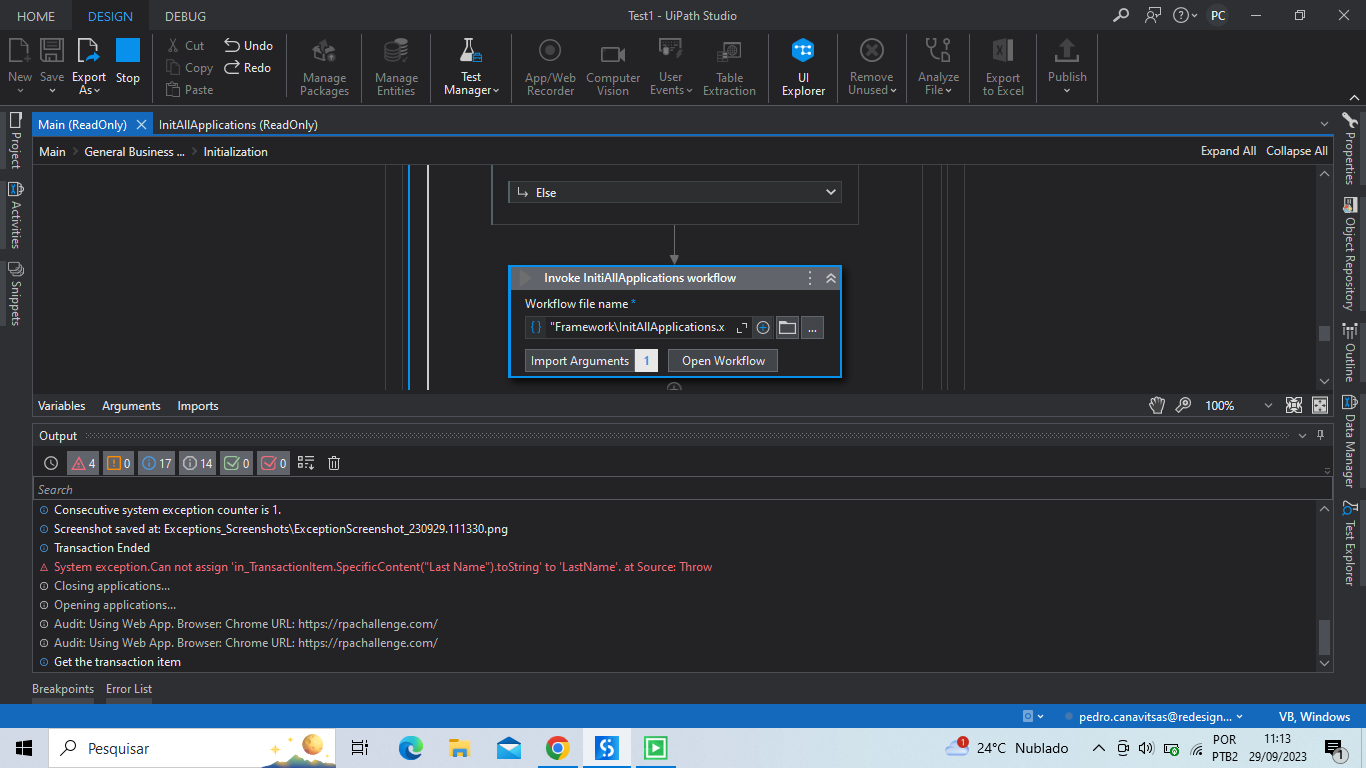 HOME DESIGN DEBUG
Test1 - UiPath Studio
PC
New
Save
Export As
Stop
Cut
Copy
Paste
Undo
Redo
Manage Packages
Manage Entities
Test Manager
App/Web Recorder
Computer Vision
User Events
Table Extraction
UI Explorer
Remove Unused
Analyze File
Export to Excel
Publish
Main (ReadOnly) InitAllApplications (ReadOnly)
Main General Business ... Initialization
Expand All Collapse All
Project
Activities
Snippets
Else
Invoke InitiAllApplications workflow
Workflow file name *
"Framework\InitAllApplications.x
...
Import Arguments 1 Open Workflow
Variables Arguments Imports
100%
Properties
Object Repository
Outline
Data Manager
Test Explorer
Output
4 0 17 14 0 0
Search
Consecutive system exception counter is 1.
Screenshot saved at: Exceptions_Screenshots\ExceptionScreenshot_230929.111330.png
Transaction Ended
System exception.Can not assign 'in_TransactionItem.SpecificContent("Last Name").toString' to 'LastName'. at Source: Throw
Closing applications...
Opening applications...
Audit: Using Web App. Browser: Chrome URL: https://rpachallenge.com/
Audit: Using Web App. Browser: Chrome URL: https://rpachallenge.com/
Get the transaction item
Breakpoints Error List
pedro.canavitsas@redesign...
VB, Windows
Pesquisar
1
24°C Nublado
POR
PTB2
11:13
29/09/2023
1